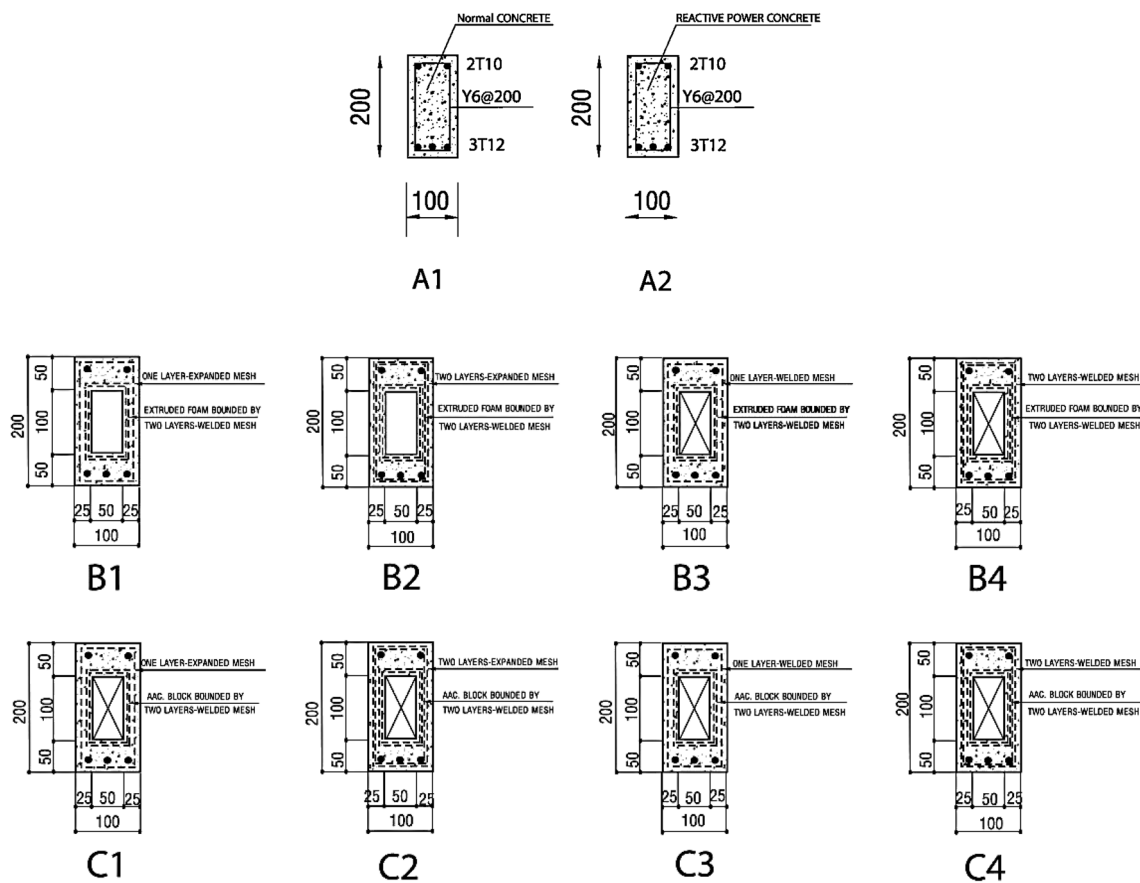 Normal CONCRETE
2T10
Y6@200
3T12
200
100
A1
REACTIVE POWER CONCRETE
2T10
Y6@200
3T12
200
100
A2
ONE LAYER-EXPANDED MESH
EXTRUDED FOAM BOUNDED BY
TWO LAYERS-WELDED MESH
200
50
100
50
25 50 25
100
B1
TWO LAYERS-EXPANDED MESH
EXTRUDED FOAM BOUNDED BY
TWO LAYERS-WELDED MESH
200
50
100
50
25 50 25
100
B2
ONE LAYER-WELDED MESH
EXTRUDED FOAM BOUNDED BY
TWO LAYERS-WELDED MESH
200
50
100
50
25 50 25
100
B3
TWO LAYERS-WELDED MESH
EXTRUDED FOAM BOUNDED BY
TWO LAYERS-WELDED MESH
200
50
100
50
25 50 25
100
B4
ONE LAYER-EXPANDED MESH
AAC. BLOCK BOUNDED BY
TWO LAYERS-WELDED MESH
200
50
100
50
25 50 25
100
C1
TWO LAYERS-EXPANDED MESH
AAC. BLOCK BOUNDED BY
TWO LAYERS-WELDED MESH
200
50
100
50
25 50 25
100
C2
ONE LAYER-WELDED MESH
AAC. BLOCK BOUNDED BY
TWO LAYERS-WELDED MESH
200
50
100
50
25 50 25
100
C3
TWO LAYERS-WELDED MESH
AAC. BLOCK BOUNDED BY
TWO LAYERS-WELDED MESH
200
50
100
50
25 50 25
100
C4